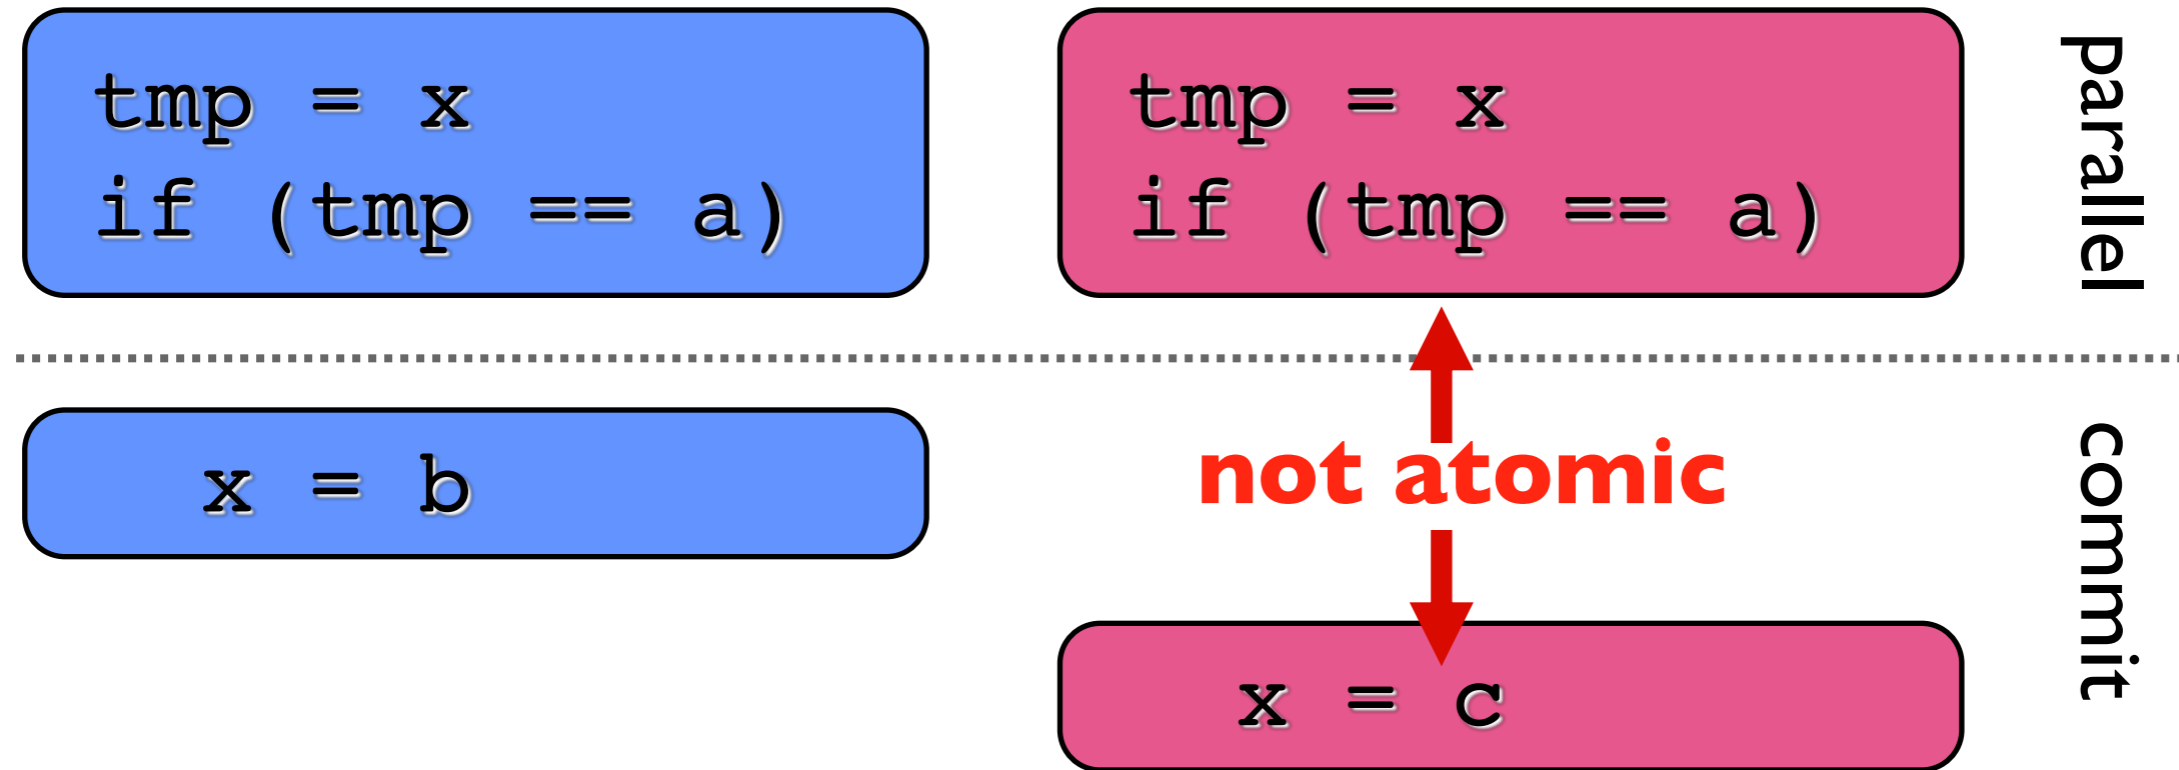 tmp = x
if (tmp == a)
tmp = x
if (tmp == a)
parallel
x = b
not atomic
x = c
commit